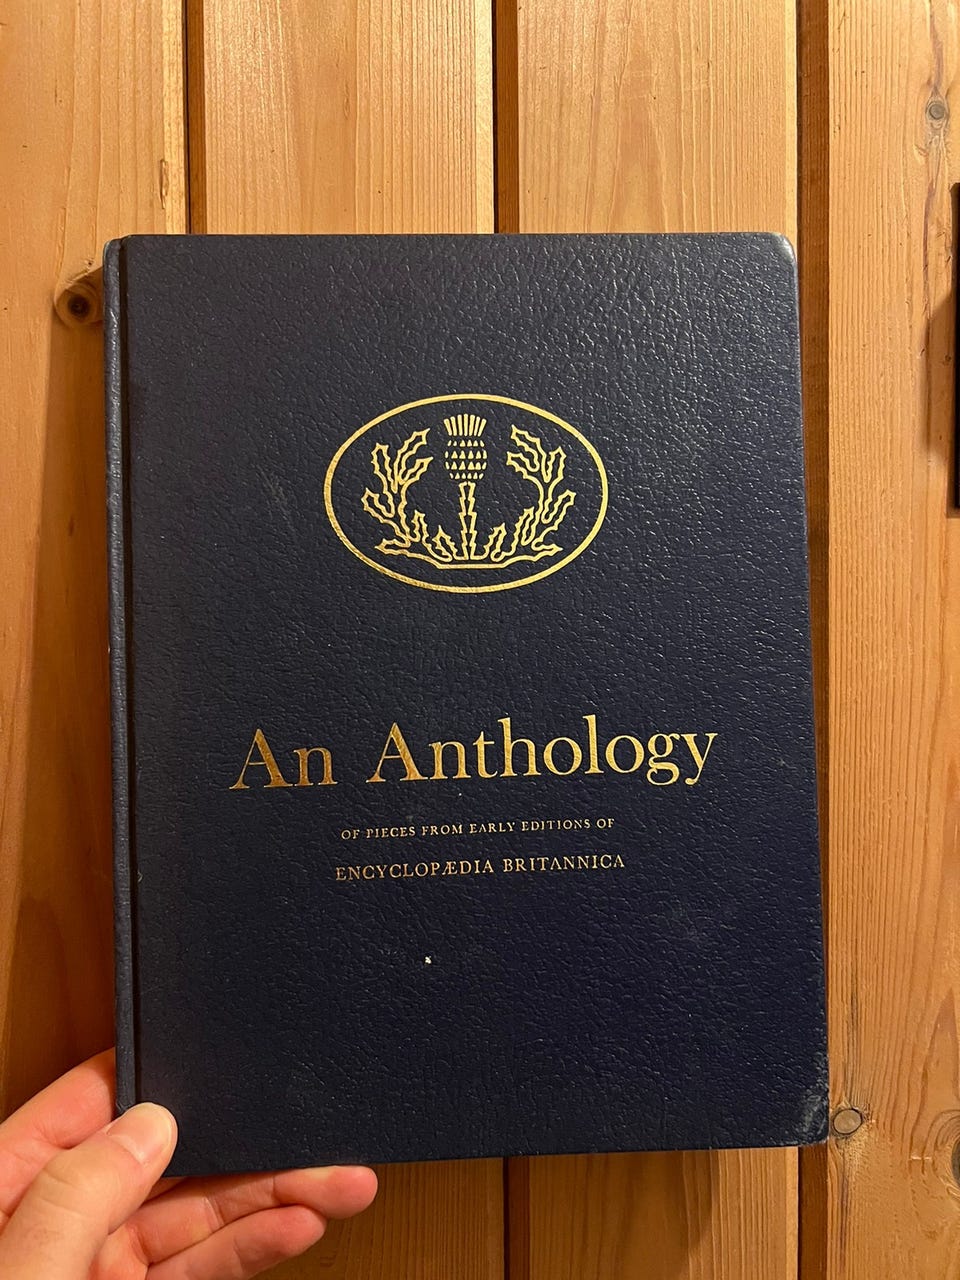 An Anthology
OF PIECES FROM EARLY EDITIONS OF
ENCYCLOPÆDIA BRITANNICA